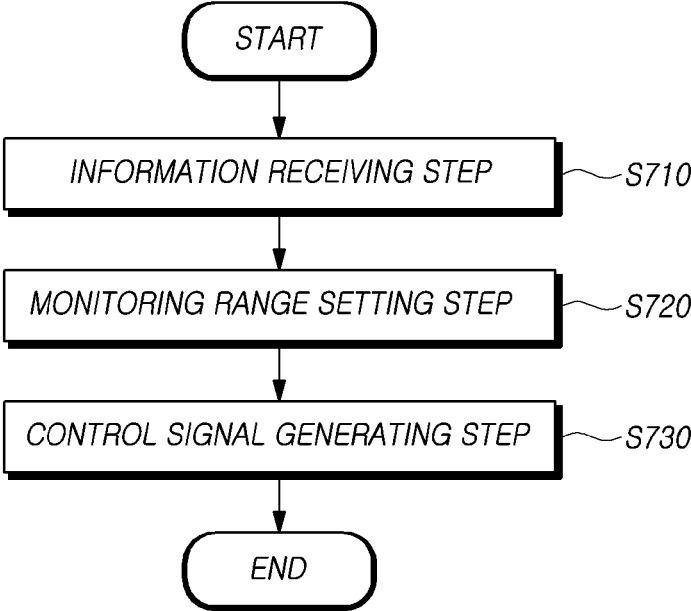 START
INFORMATION RECEIVING STEP
S710
MONITORING RANGE SETTING STEP
S720
CONTROL SIGNAL GENERATING STEP
S730
END